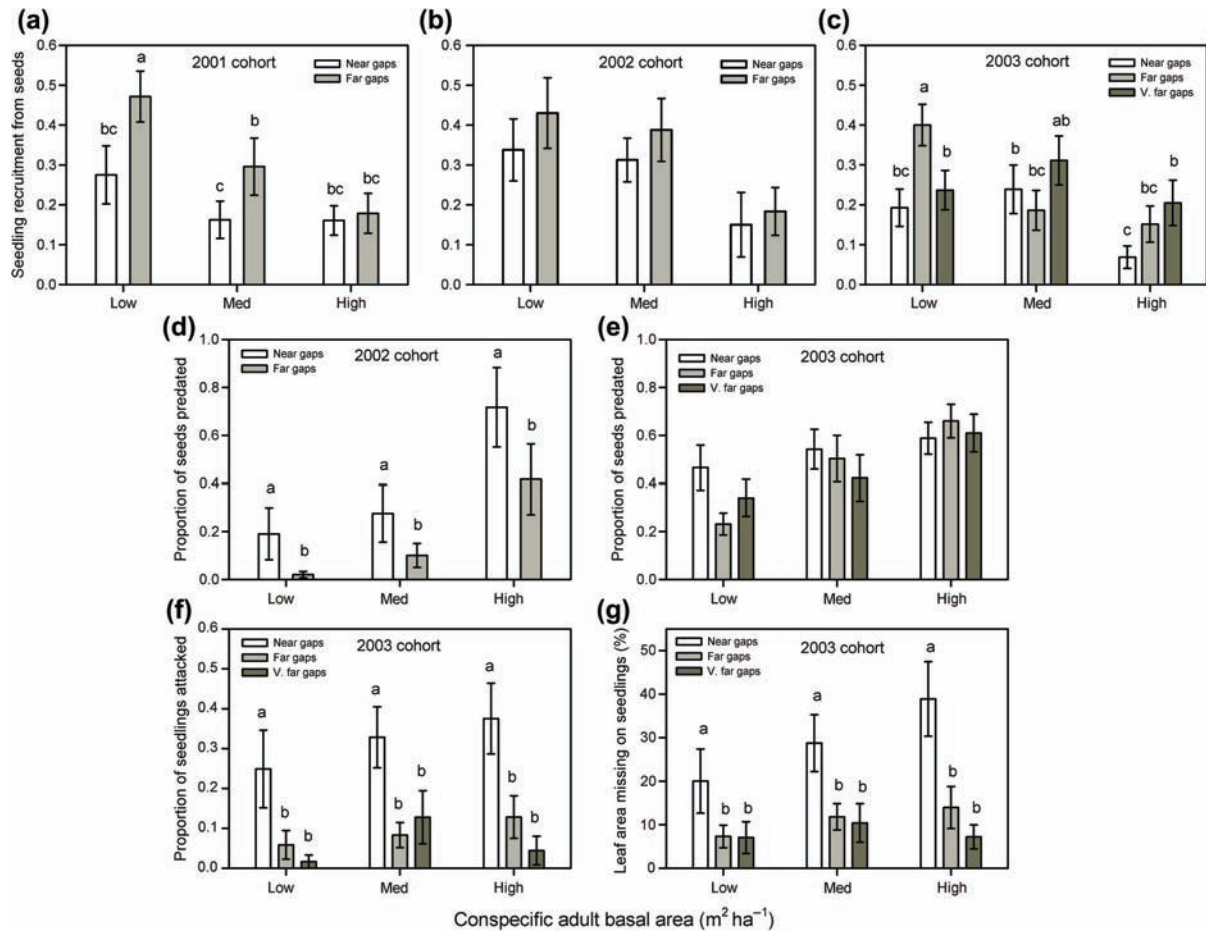 (a)
2001 cohort
Near gaps
Far gaps
Seedling recruitment from seeds
0.6
0.5
0.4
0.3
0.2
0.1
0.0
bc
a
c
b
bc
bc
Low
Med
High
(b)
2002 cohort
Near gaps
Far gaps
0.6
0.5
0.4
0.3
0.2
0.1
0.0
Low
Med
High
(c)
2003 cohort
Near gaps
Far gaps
V. far gaps
0.6
0.5
0.4
0.3
0.2
0.1
0.0
bc
a
b
b
bc
ab
c
bc
b
Low
Med
High
(d)
2002 cohort
Near gaps
Far gaps
Proportion of seeds predated
1.0
0.8
0.6
0.4
0.2
0.0
a
b
a
b
a
b
Low
Med
High
(e)
2003 cohort
Near gaps
Far gaps
V. far gaps
Proportion of seeds predated
1.0
0.8
0.6
0.4
0.2
0.0
Low
Med
High
(f)
2003 cohort
Near gaps
Far gaps
V. far gaps
Proportion of seedlings attacked
0.6
0.5
0.4
0.3
0.2
0.1
0.0
a
b
b
a
b
b
a
b
b
Low
Med
High
(g)
2003 cohort
Near gaps
Far gaps
V. far gaps
Leaf area missing on seedlings (%)
50
40
30
20
10
0
a
b
b
a
b
b
a
b
b
Low
Med
High
Conspecific adult basal area (m² ha⁻¹)